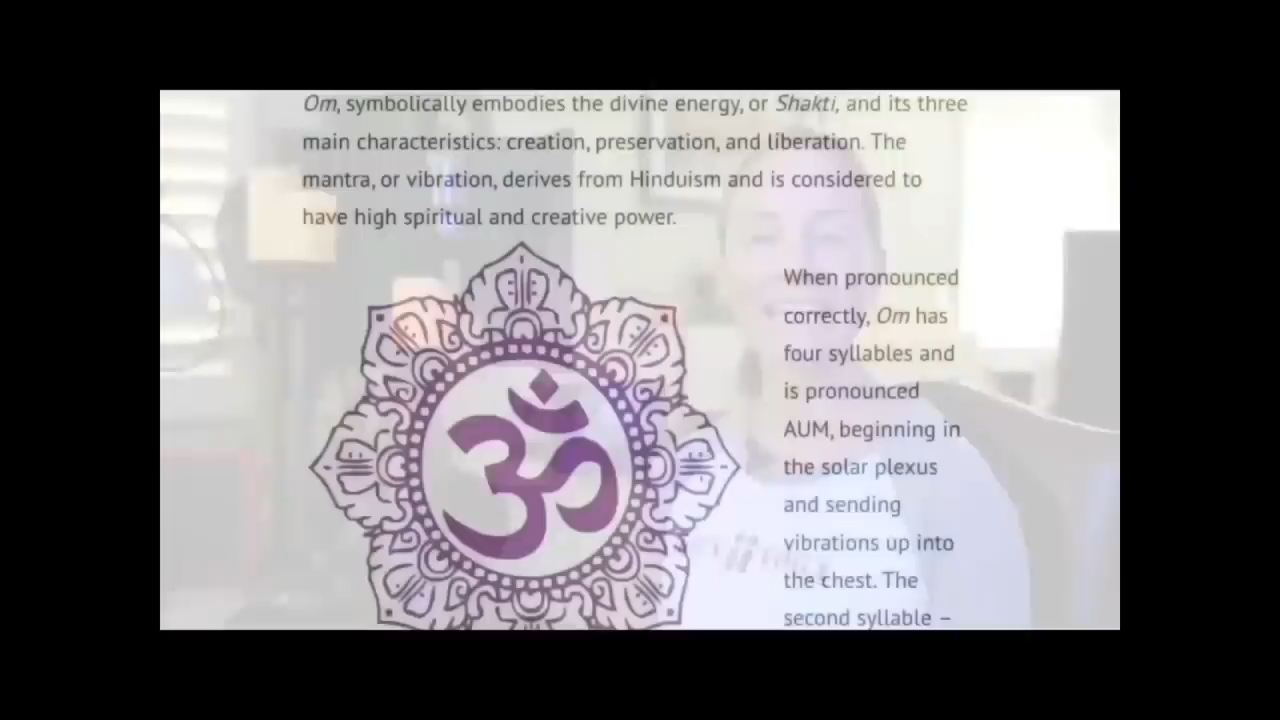 Om, symbolically embodies the divine energy, or Shakti, and its three
main characteristics: creation, preservation, and liberation. The
mantra, or vibration, derives from Hinduism and is considered to
have high spiritual and creative power.
ॐ
When pronounced
correctly, Om has
four syllables and
is pronounced
AUM, beginning in
the solar plexus
and sending
vibrations up into
the chest. The
second syllable –